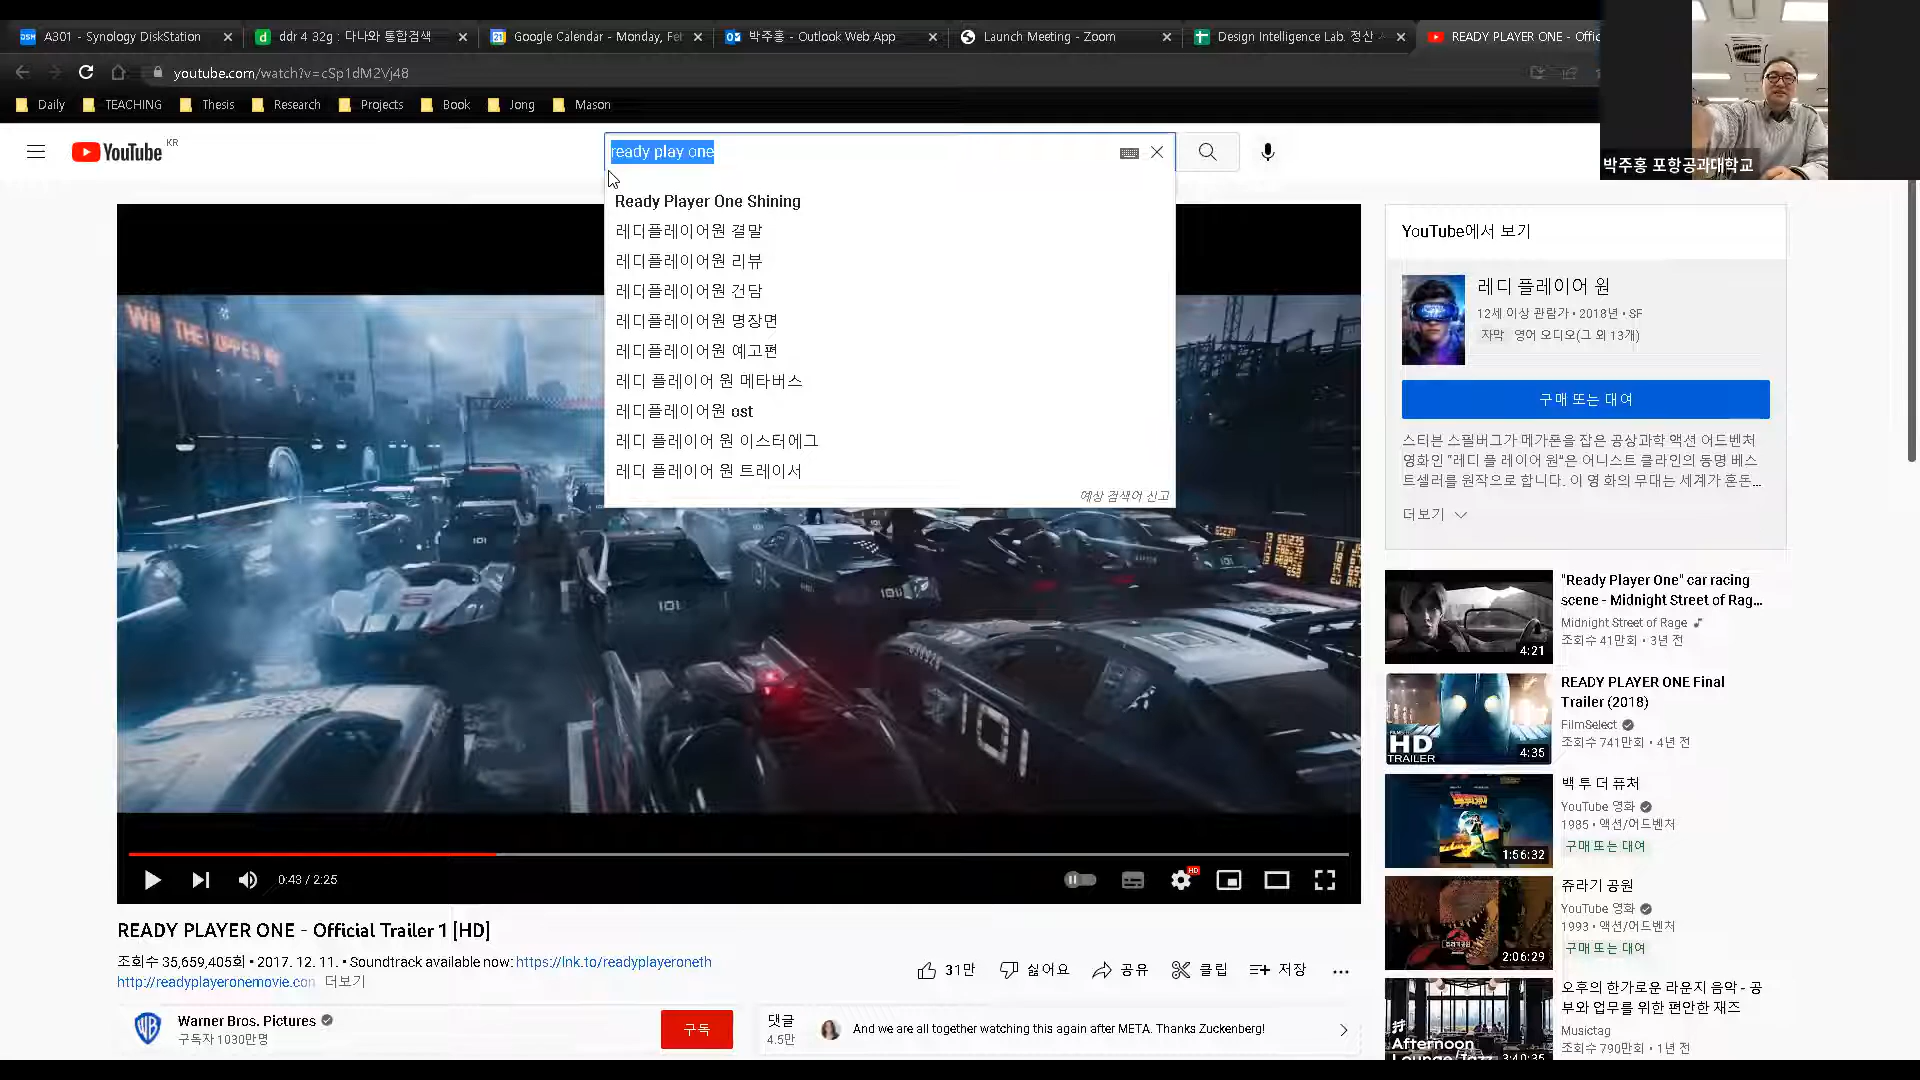 A301 - Synology DiskStation
ddr 4 32g : 다나와 통합검색
Google Calendar - Monday, Feb
박주홍 - Outlook Web App
Launch Meeting - Zoom
Design Intelligence Lab. 정산
READY PLAYER ONE - Offic
youtube.com/watch?v=cSp1dM2Vj48
Daily
TEACHING
Thesis
Research
Projects
Book
Jong
Mason
박주홍 포항공과대학교
YouTube KR
ready play one
Ready Player One Shining
레디플레이어원 결말
레디플레이어원 리뷰
레디플레이어원 건담
레디플레이어원 명장면
레디플레이어원 예고편
레디 플레이어 원 메타버스
레디플레이어원 ost
레디 플레이어 원 이스터에그
레디 플레이어 원 트레이서
예상 검색어 신고
101
101
101
101
0:43 / 2:25
HD
READY PLAYER ONE - Official Trailer 1 [HD]
조회수 35,659,405회 • 2017. 12. 11. • Soundtrack available now: https://lnk.to/readyplayeroneth
http://readyplayeronemovie.con 더보기
31만
싫어요
공유
클립
저장
Warner Bros. Pictures
구독자 1030만명
구독
댓글
4.5만
And we are all together watching this again after META. Thanks Zuckenberg!
YouTube에서 보기
레디 플레이어 원
12세 이상 관람가 • 2018년 • SF
자막 영어 오디오(그 외 13개)
구매 또는 대여
스티븐 스필버그가 메가폰을 잡은 공상과학 액션 어드벤처
영화인 "레디 플 레이어 원"은 어니스트 클라인의 동명 베스
트셀러를 원작으로 합니다. 이 영 화의 무대는 세계가 혼돈...
더보기
"Ready Player One" car racing
scene - Midnight Street of Rag...
Midnight Street of Rage
조회수 41만회 • 3년 전
4:21
READY PLAYER ONE Final
Trailer (2018)
FilmSelect
조회수 741만회 • 4년 전
HD
TRAILER
4:35
백 투 더 퓨처
YouTube 영화
1985 • 액션/어드벤처
구매 또는 대여
1:56:32
쥬라기 공원
YouTube 영화
1993 • 액션/어드벤처
구매 또는 대여
2:06:29
오후의 한가로운 라운지 음악 - 공
부와 업무를 위한 편안한 재즈
Musictag
조회수 790만회 • 1년 전
Afternoon
Lounge Jazz
3:40:35